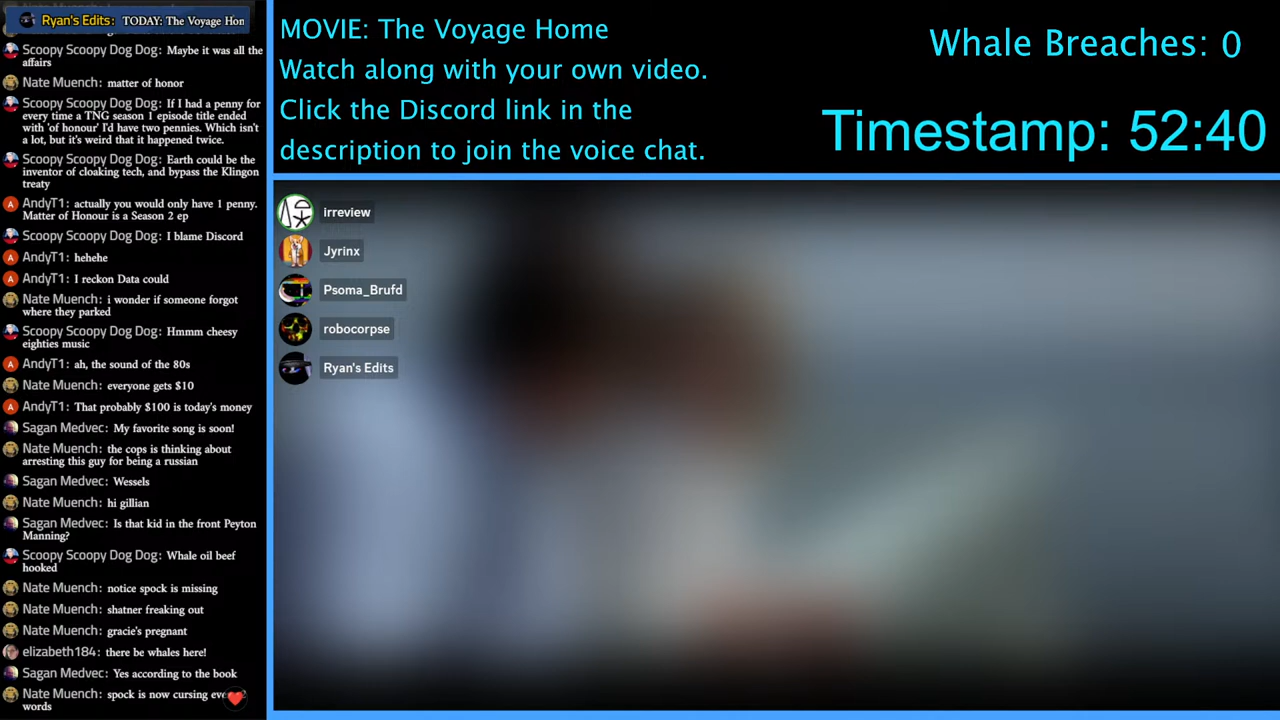 Ryan's Edits: TODAY: The Voyage Hom
Scoopy Scoopy Dog Dog: Maybe it was all the
affairs
Nate Muench: matter of honor
Scoopy Scoopy Dog Dog: If I had a penny for
every time a TNG season 1 episode title ended
with 'of honour' I'd have two pennies. Which isn't
a lot, but it's weird that it happened twice.
Scoopy Scoopy Dog Dog: Earth could be the
inventor of cloaking tech, and bypass the Klingon
treaty
A AndyT1: actually you would only have 1 penny.
Matter of Honour is a Season 2 ep
Scoopy Scoopy Dog Dog: I blame Discord
A AndyT1: hehehe
A AndyT1: I reckon Data could
Nate Muench: i wonder if someone forgot
where they parked
Scoopy Scoopy Dog Dog: Hmmm cheesy
eighties music
A AndyT1: ah, the sound of the 80s
Nate Muench: everyone gets $10
A AndyT1: That probably $100 is today's money
Sagan Medvec: My favorite song is soon!
Nate Muench: the cops is thinking about
arresting this guy for being a russian
Sagan Medvec: Wessels
Nate Muench: hi gillian
Sagan Medvec: Is that kid in the front Peyton
Manning?
Scoopy Scoopy Dog Dog: Whale oil beef
hooked
Nate Muench: notice spock is missing
Nate Muench: shatner freaking out
Nate Muench: gracie's pregnant
elizabeth184: there be whales here!
Sagan Medvec: Yes according to the book
Nate Muench: spock is now cursing eve 2
words
MOVIE: The Voyage Home
Watch along with your own video.
Click the Discord link in the
description to join the voice chat.
Whale Breaches: 0
Timestamp: 52:40
irreview
Jyrinx
Psoma_Brufd
robocorpse
Ryan's Edits